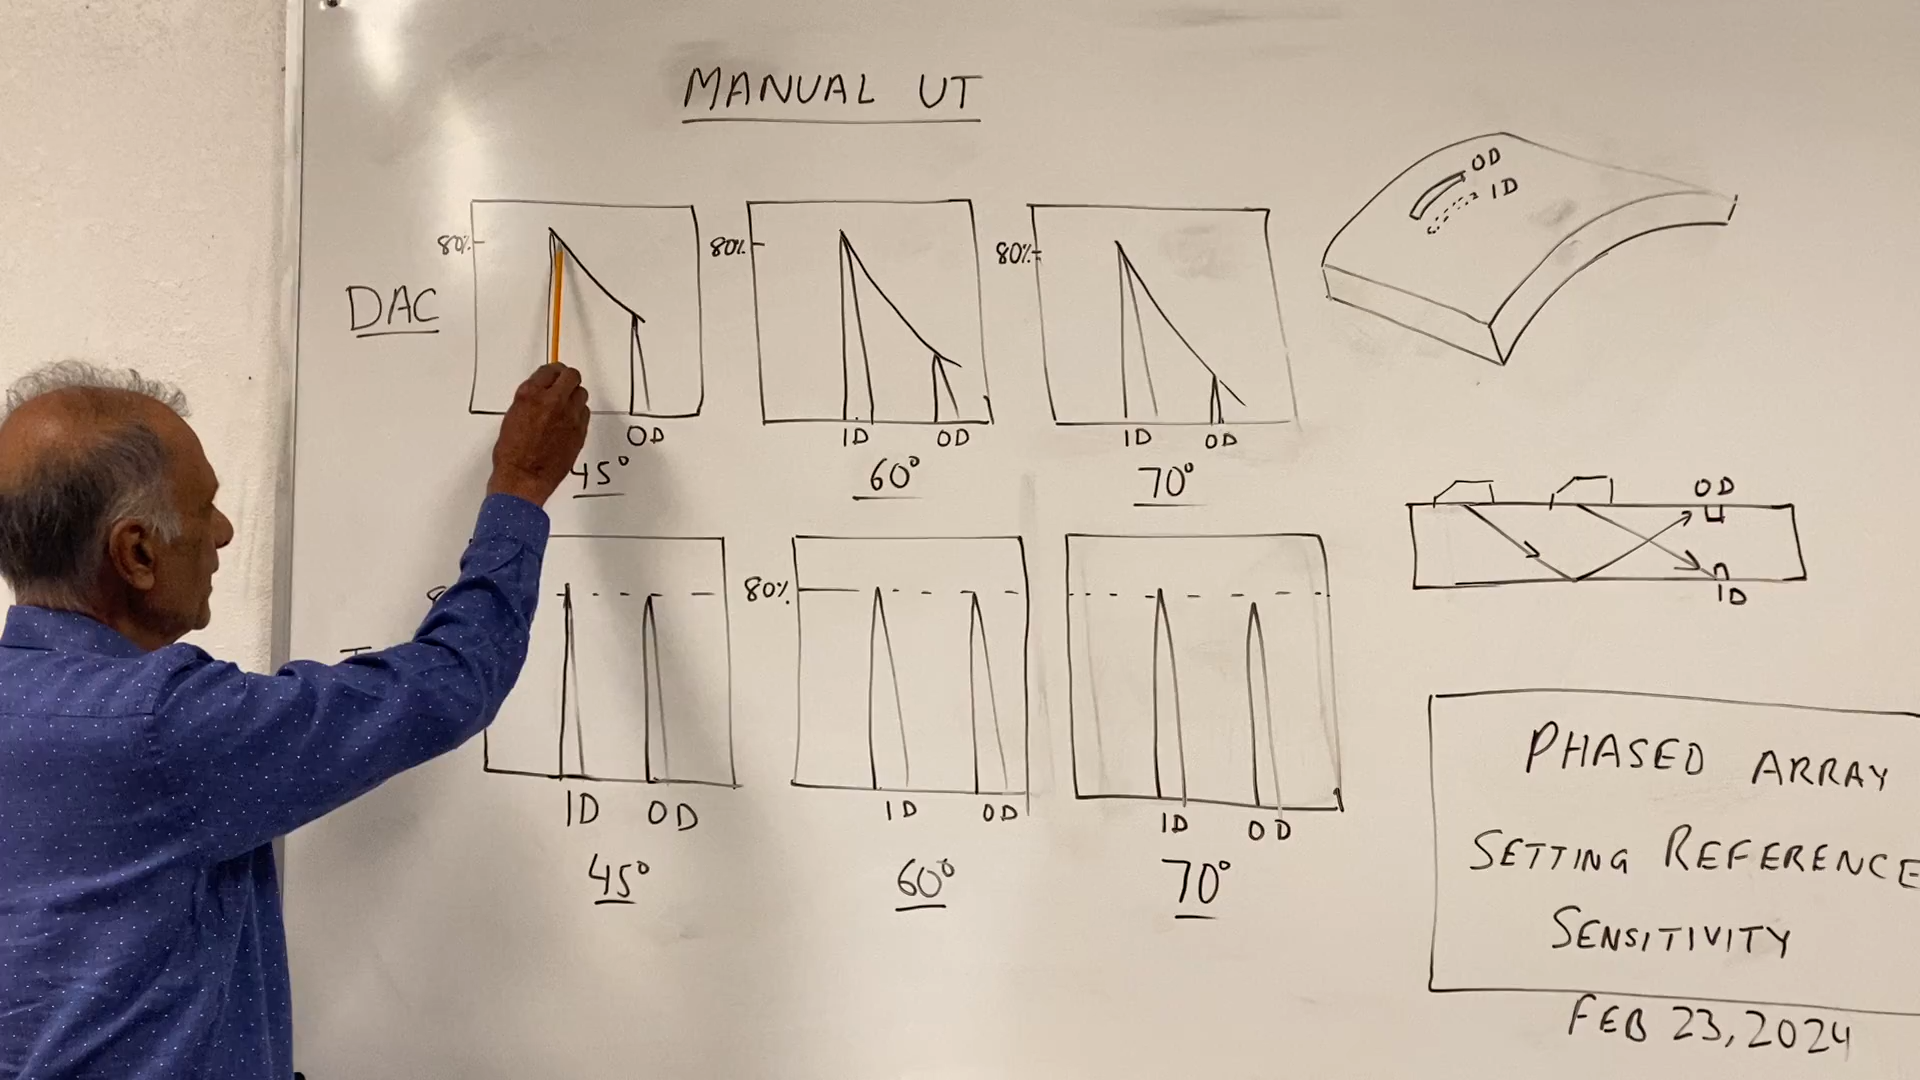 MANUAL UT
OD
ID
80%
80%
80%
DAC
OD
ID
OD
ID
OD
45°
60°
70°
OD
ID
80%
ID
OD
ID
OD
ID
OD
45°
60°
70°
PHASED ARRAY
SETTING REFERENCE
SENSITIVITY
FEB 23, 2024